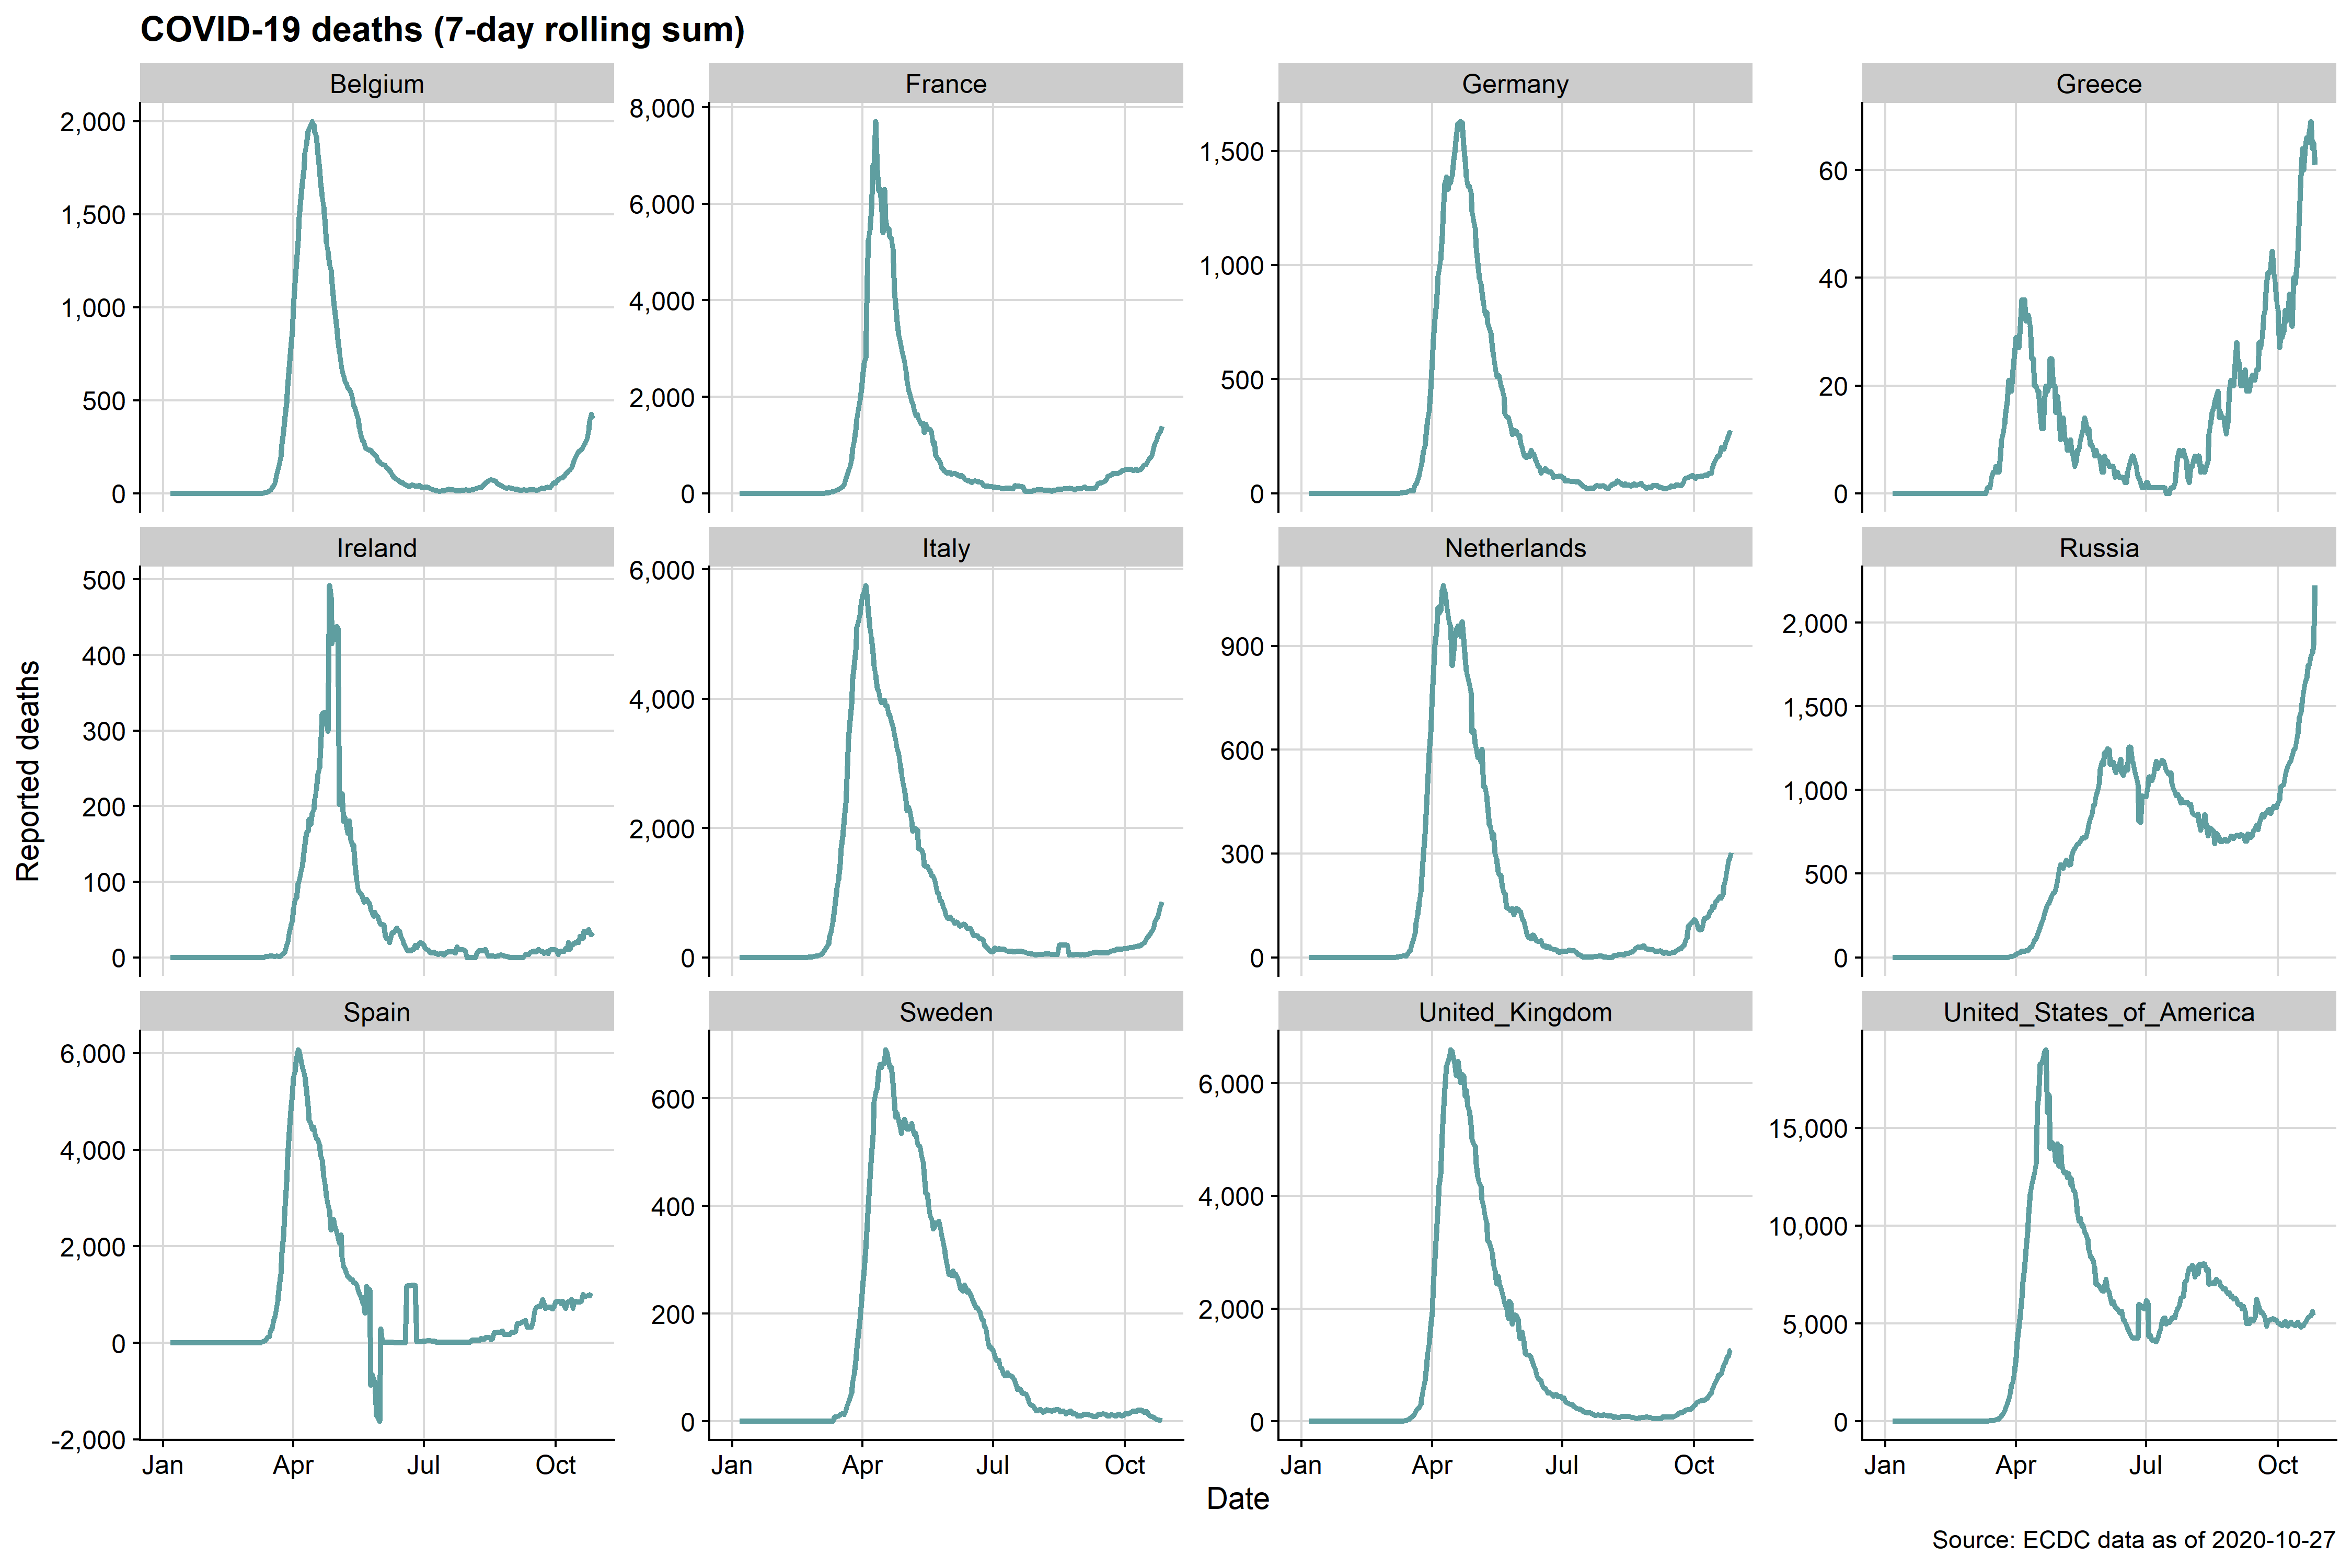 COVID-19 deaths (7-day rolling sum)
Belgium
France
Germany
Greece
2,000
1,500
1,000
500
0
8,000
6,000
4,000
2,000
0
1,500
1,000
500
0
60
40
20
0
Ireland
Italy
Netherlands
Russia
500
400
300
200
100
0
6,000
4,000
2,000
0
900
600
300
0
2,000
1,500
1,000
500
0
Reported deaths
Spain
Sweden
United_Kingdom
United_States_of_America
6,000
4,000
2,000
0
-2,000
600
400
200
0
6,000
4,000
2,000
0
15,000
10,000
5,000
0
Jan Apr Jul Oct
Jan Apr Jul Oct
Jan Apr Jul Oct
Jan Apr Jul Oct
Date
Source: ECDC data as of 2020-10-27